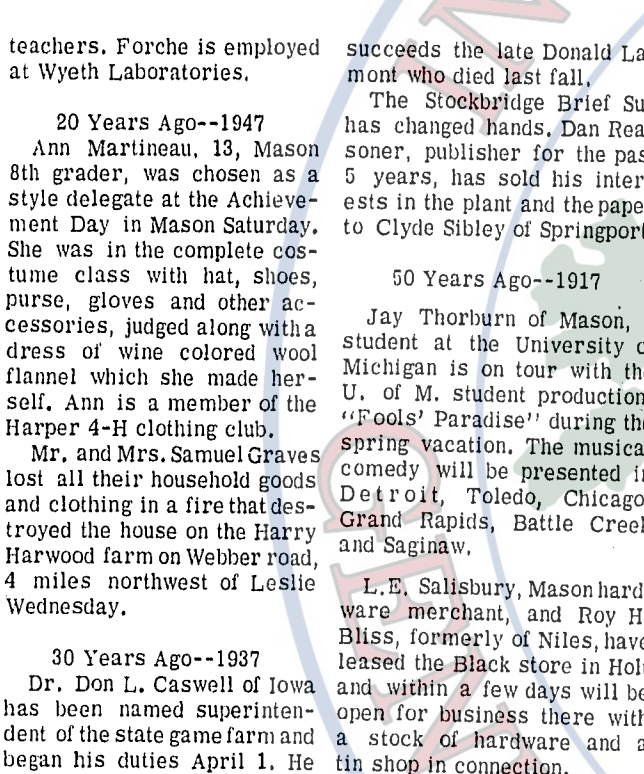 teachers. Forche is employed
at Wyeth Laboratories.
20 Years Ago--1947
Ann Martineau, 13, Mason
8th grader, was chosen as a
style delegate at the Achieve-
ment Day in Mason Saturday.
She was in the complete cos-
tume class with hat, shoes,
purse, gloves and other ac-
cessories, judged along with a
dress of wine colored wool
flannel which she made her-
self. Ann is a member of the
Harper 4-H clothing club.
Mr. and Mrs. Samuel Graves
lost all their household goods
and clothing in a fire that des-
troyed the house on the Harry
Harwood farm on Webber road,
4 miles northwest of Leslie
Wednesday.
30 Years Ago--1937
Dr. Don L. Caswell of Iowa
has been named superinten-
dent of the state game farm and
began his duties April 1. He
succeeds the late Donald La
mont who died last fall.
The Stockbridge Brief Su
has changed hands. Dan Rea
soner, publisher for the pas
5 years, has sold his inter
ests in the plant and the pape
to Clyde Sibley of Springport
50 Years Ago--1917
Jay Thorburn of Mason,
student at the University o
Michigan is on tour with the
U. of M. student production
"Fools' Paradise" during the
spring vacation. The musica
comedy will be presented in
Detroit, Toledo, Chicago
Grand Rapids, Battle Creek
and Saginaw.
L.E. Salisbury, Mason hard
ware merchant, and Roy H
Bliss, formerly of Niles, have
leased the Black store in Hol
and within a few days will be
open for business there with
a stock of hardware and a
tin shop in connection.